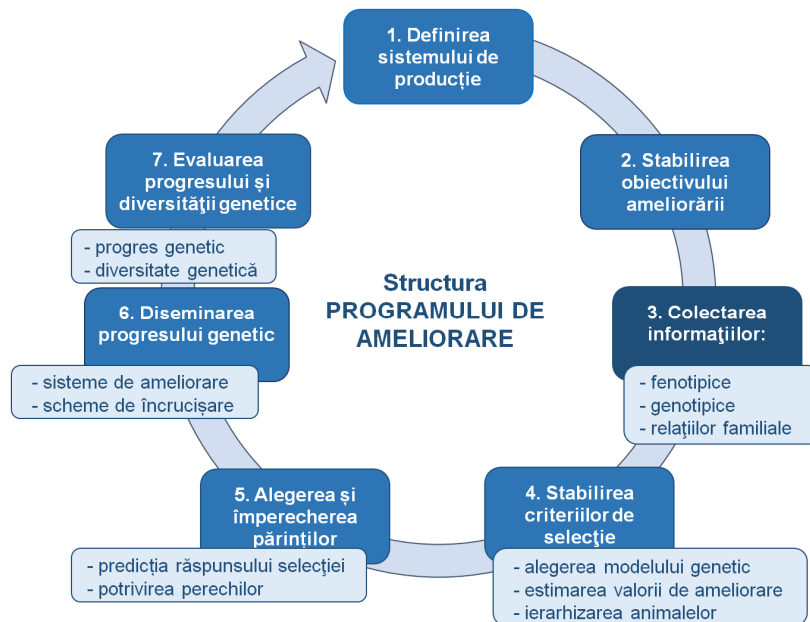 1. Definirea
sistemului de
producție
2. Stabilirea
obiectivului
ameliorării
3. Colectarea
informaţiilor:
- fenotipice
- genotipice
- relaţiilor familiale
4. Stabilirea
criteriilor de
selecție
- alegerea modelului genetic
- estimarea valorii de ameliorare
- ierarhizarea animalelor
5. Alegerea și
împerecherea
părinților
- predicția răspunsului selecţiei
- potrivirea perechilor
6. Diseminarea
progresului genetic
- sisteme de ameliorare
- scheme de încrucișare
7. Evaluarea
progresului și
diversităţii genetice
- progres genetic
- diversitate genetică
Structura
PROGRAMULUI DE
AMELIORARE